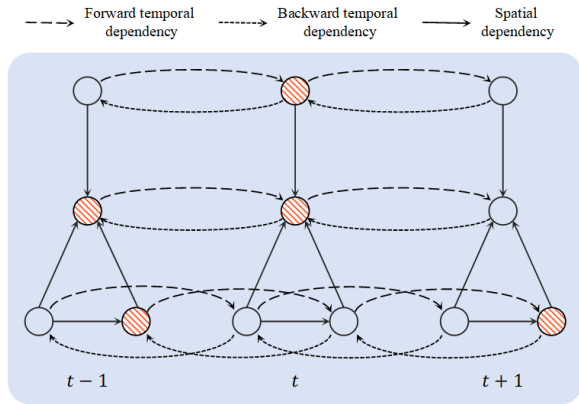 Forward temporal dependency
Backward temporal dependency
Spatial dependency
t − 1
t
t + 1